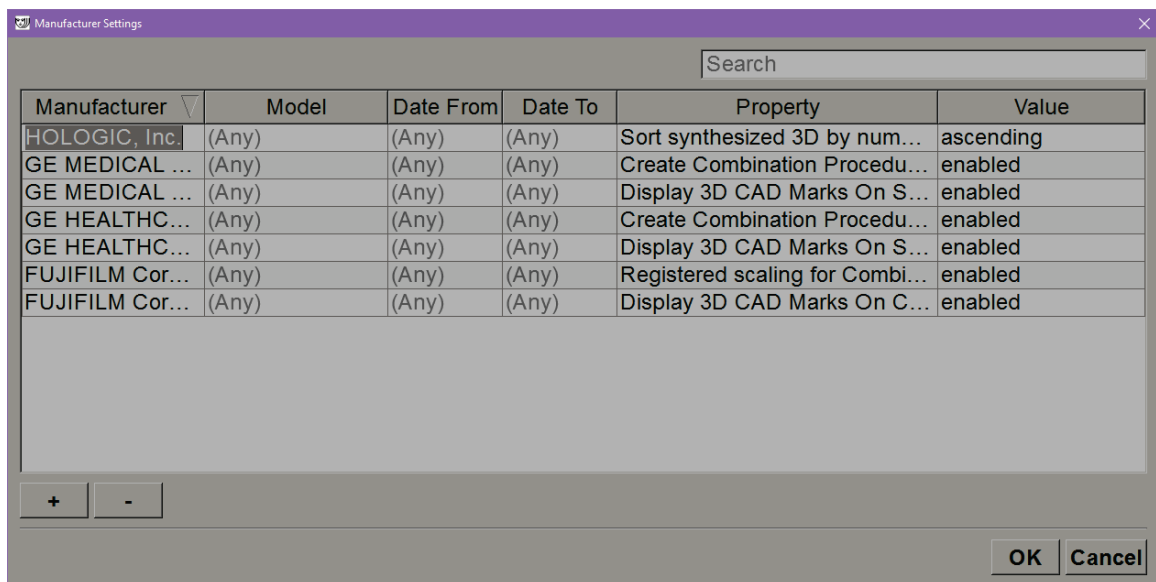 Manufacturer Settings
Search
Manufacturer Model Date From Date To Property Value
HOLOGIC, Inc. (Any) (Any) (Any) Sort synthesized 3D by num... ascending
GE MEDICAL ... (Any) (Any) (Any) Create Combination Procedu... enabled
GE MEDICAL ... (Any) (Any) (Any) Display 3D CAD Marks On S... enabled
GE HEALTHC... (Any) (Any) (Any) Create Combination Procedu... enabled
GE HEALTHC... (Any) (Any) (Any) Display 3D CAD Marks On S... enabled
FUJIFILM Cor... (Any) (Any) (Any) Registered scaling for Combi... enabled
FUJIFILM Cor... (Any) (Any) (Any) Display 3D CAD Marks On C... enabled
+ -
OK Cancel